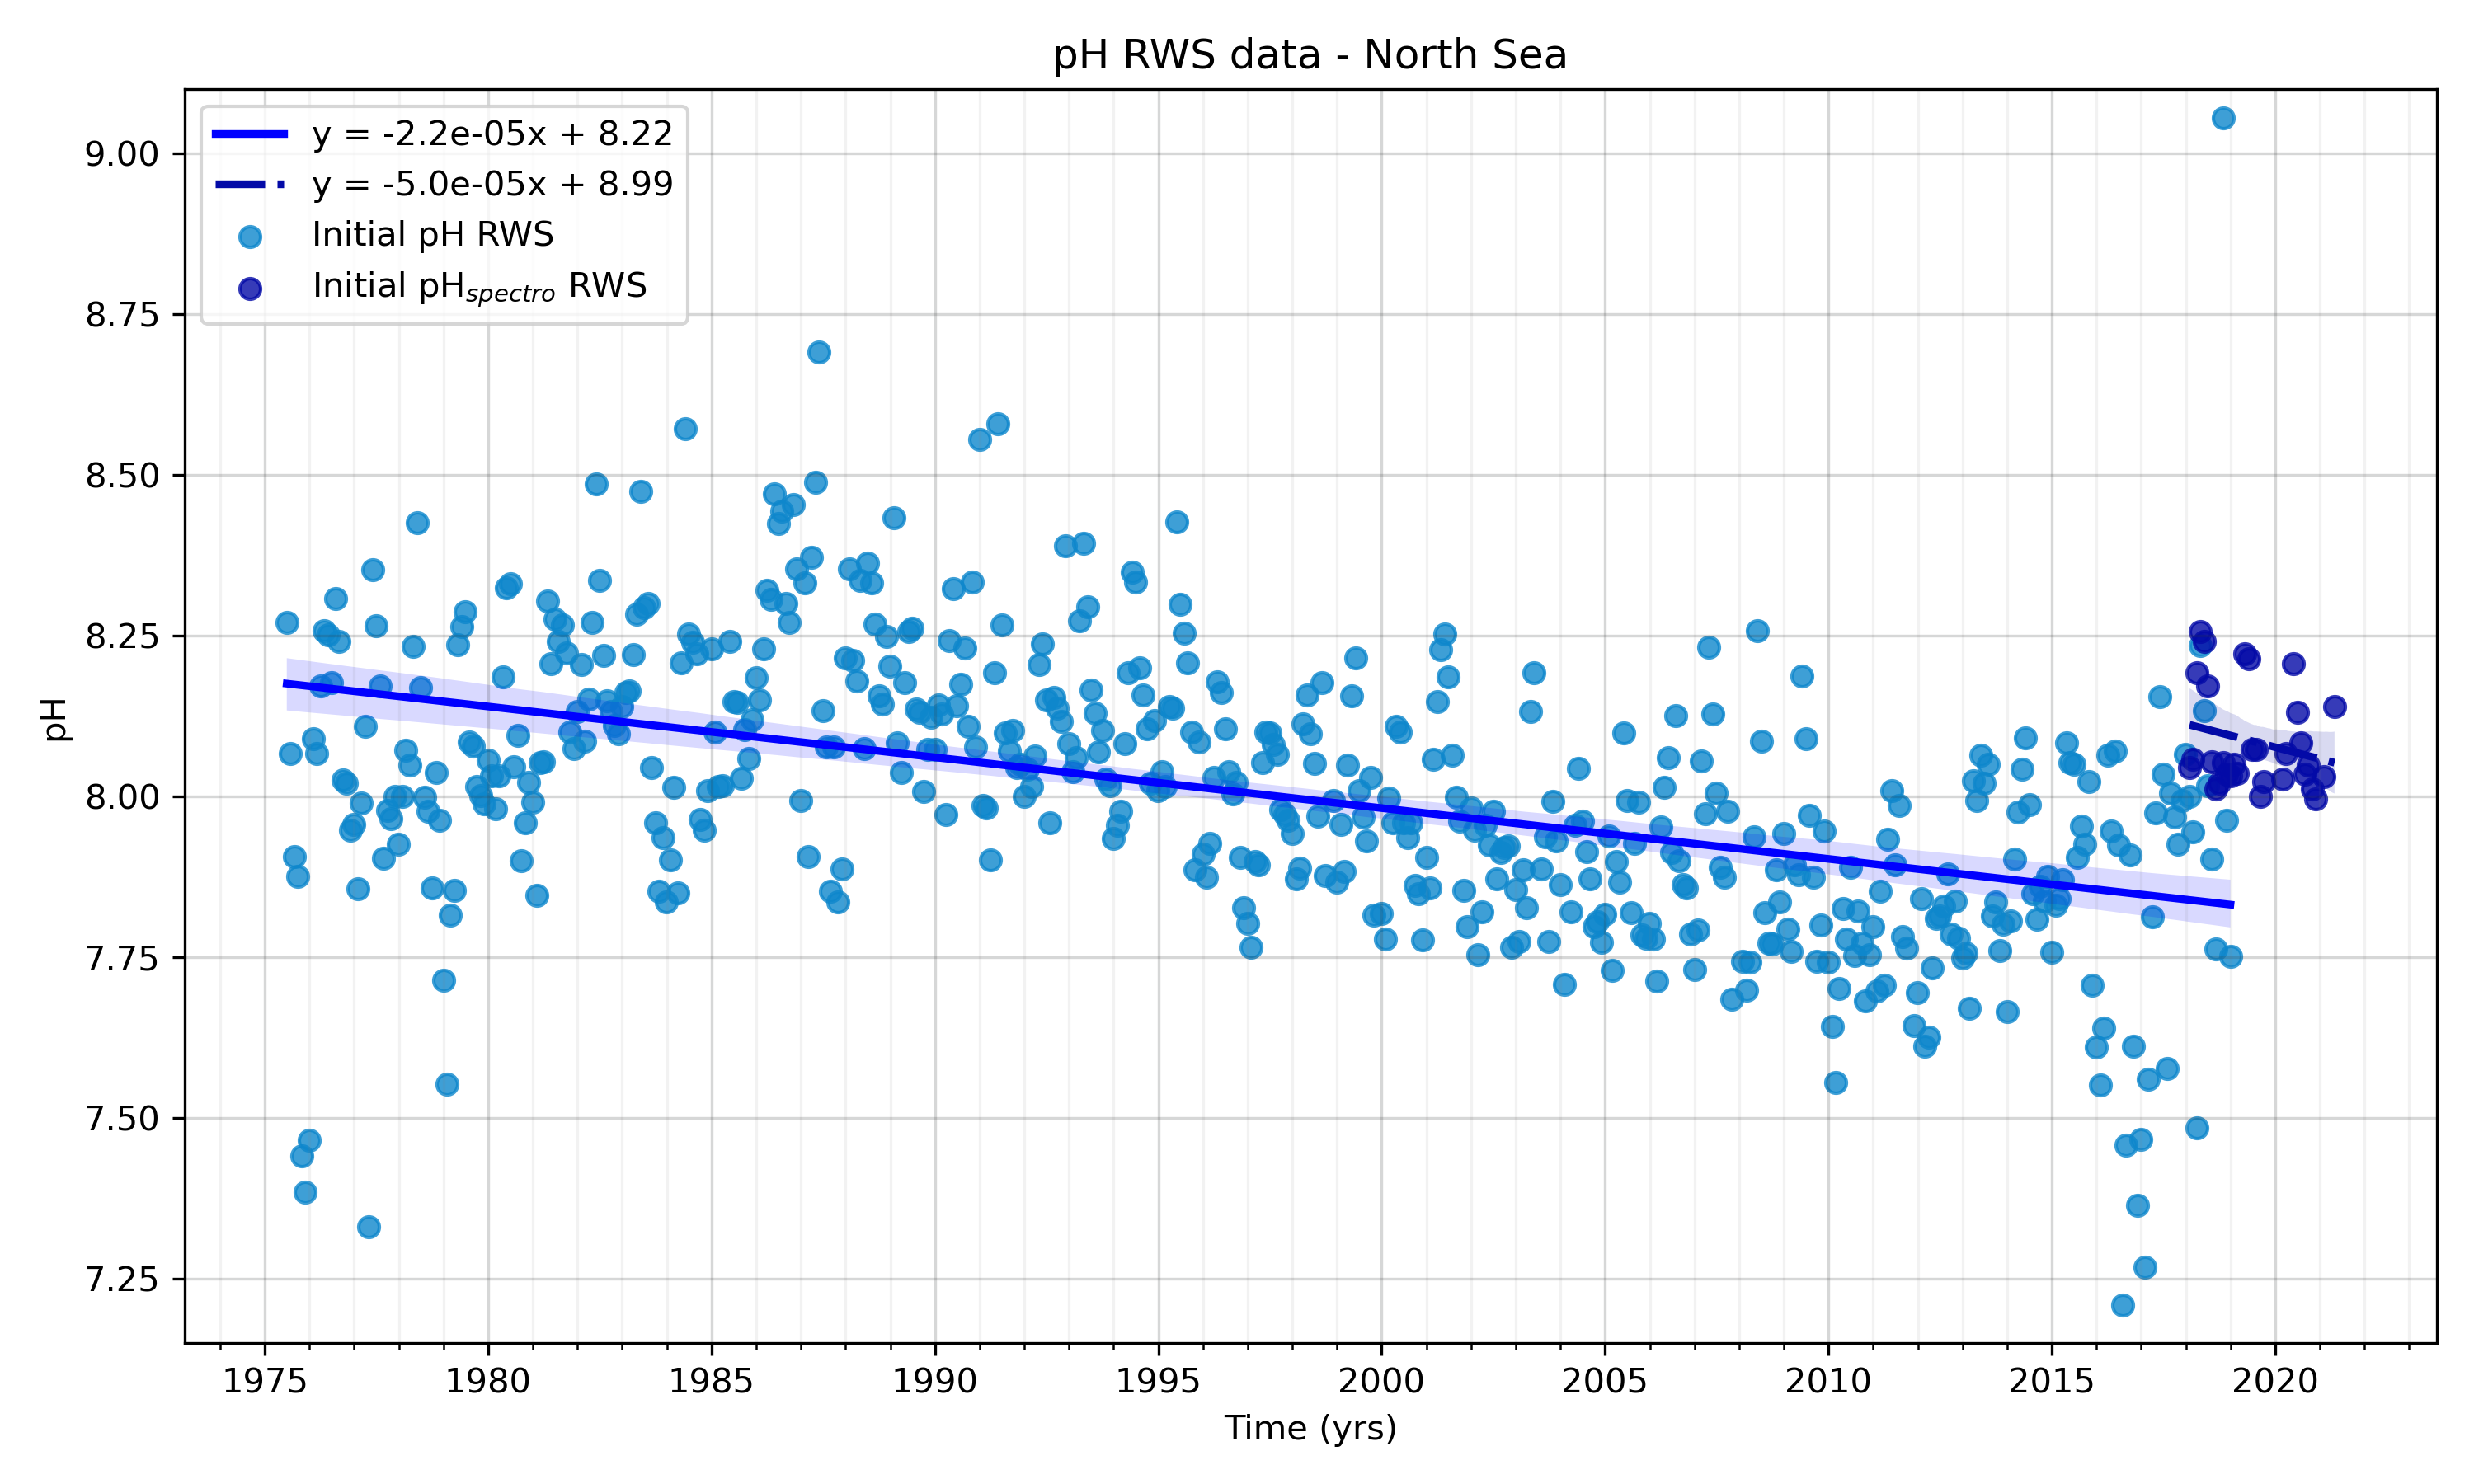 pH RWS data - North Sea
y = -2.2e-05x + 8.22
y = -5.0e-05x + 8.99
Initial pH RWS
Initial pHspectro RWS
9.00
8.75
8.50
8.25
8.00
7.75
7.50
7.25
pH
1975 1980 1985 1990 1995 2000 2005 2010 2015 2020
Time (yrs)